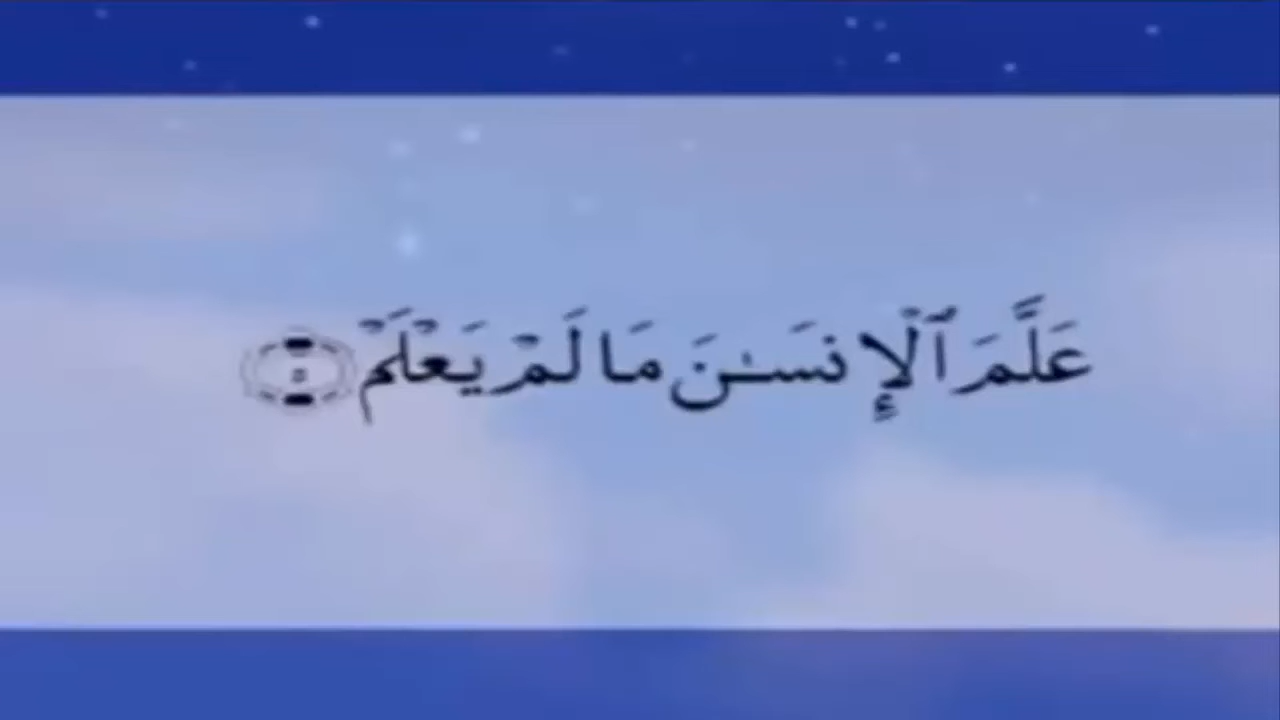 عَلَّمَ ٱلْإِنسَـٰنَ مَا لَمْ يَعْلَمْ ۝٥